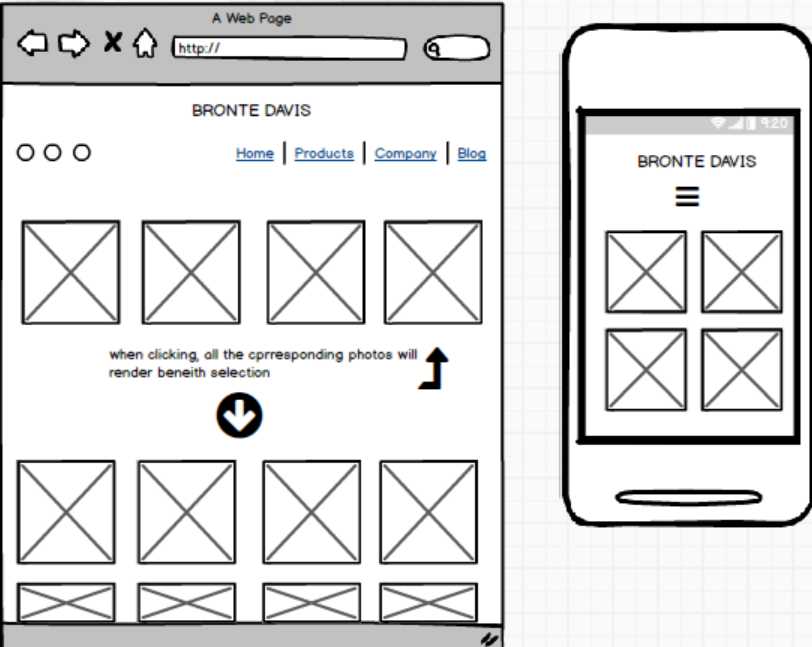 A Web Page
http://
BRONTE DAVIS
Home | Products | Company | Blog
when clicking, all the cprresponding photos will
render beneith selection
9:20
BRONTE DAVIS